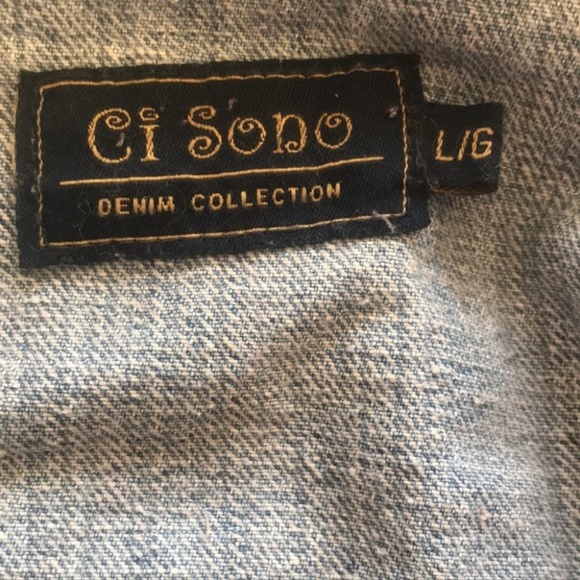 Ci Sono
DENIM COLLECTION
L/G